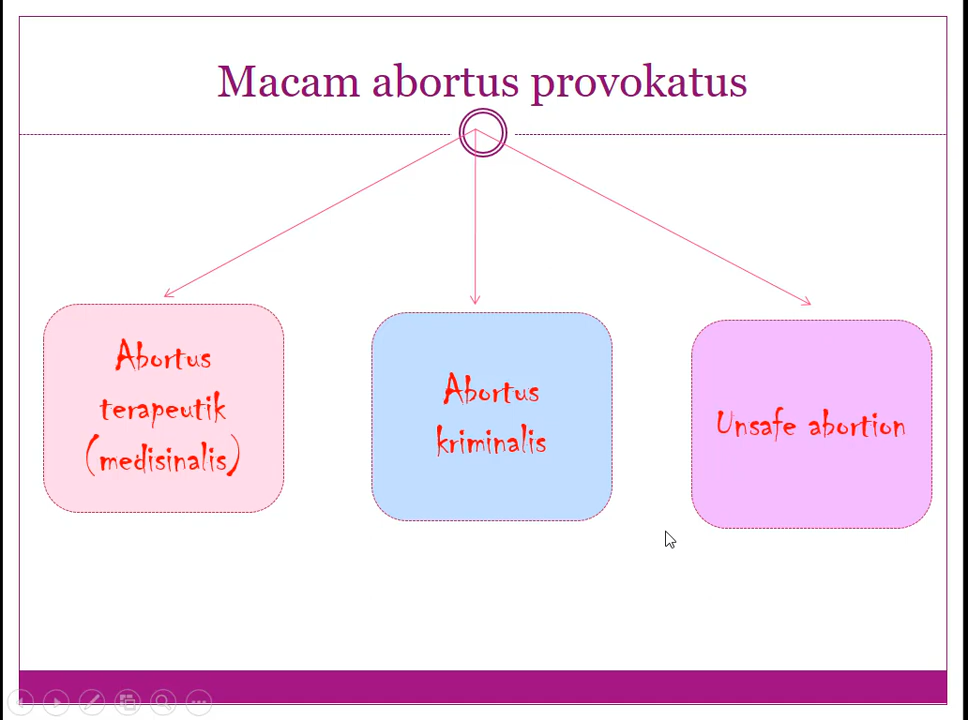 Macam abortus provokatus
Abortus
terapeutik
(medisinalis)
Abortus
kriminalis
Unsafe abortion